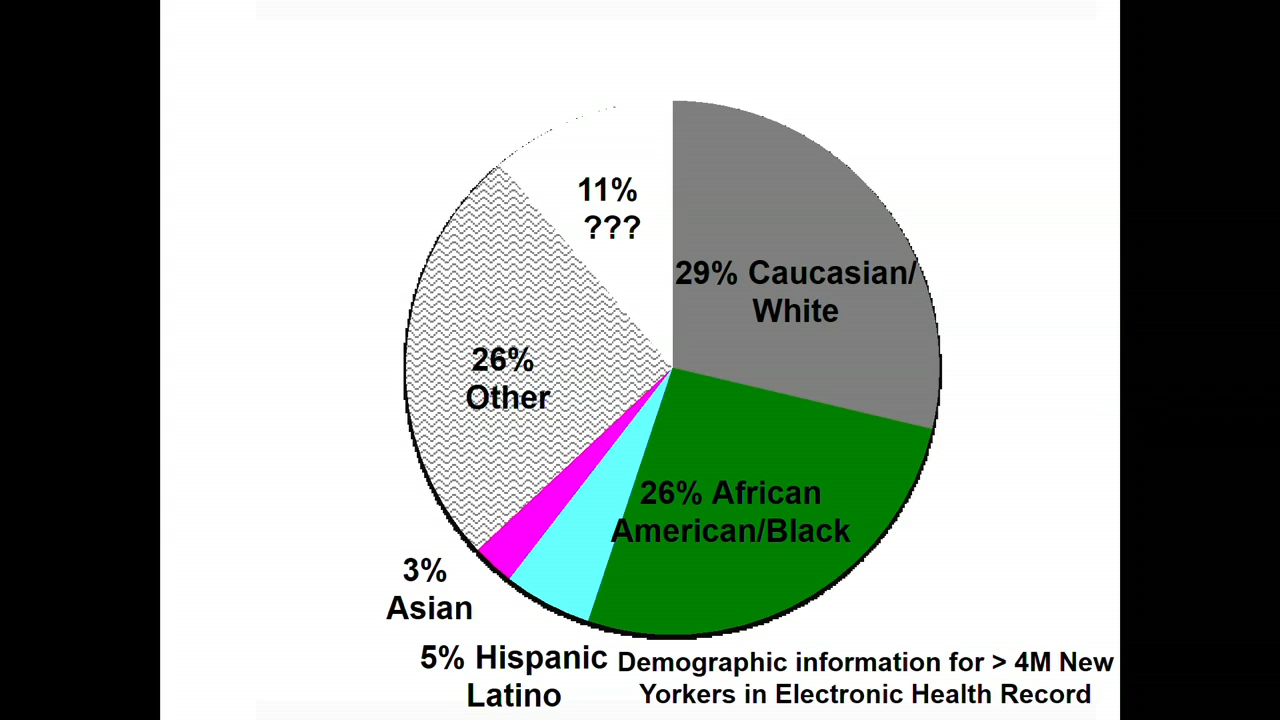 11%
???
29% Caucasian/
White
26%
Other
26% African
American/Black
3%
Asian
5% Hispanic
Latino
Demographic information for > 4M New
Yorkers in Electronic Health Record